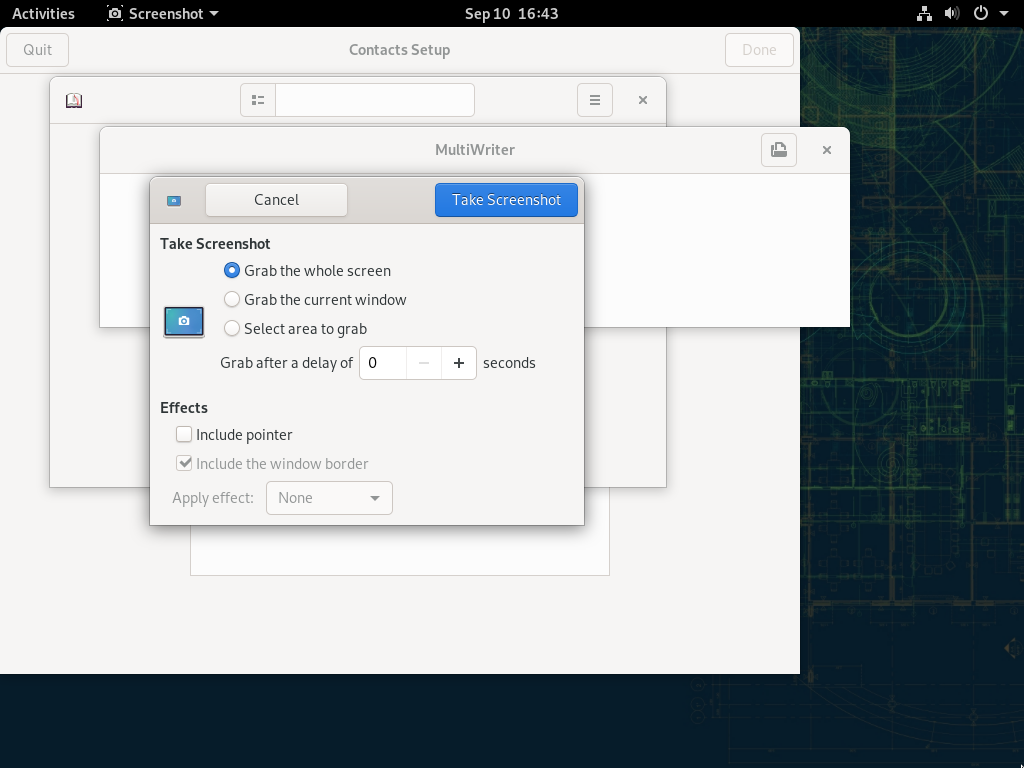 Activities Screenshot Sep 10 16:43
Quit Contacts Setup Done
MultiWriter
Cancel Take Screenshot
Take Screenshot
Grab the whole screen
Grab the current window
Select area to grab
Grab after a delay of 0 seconds
Effects
Include pointer
Include the window border
Apply effect: None